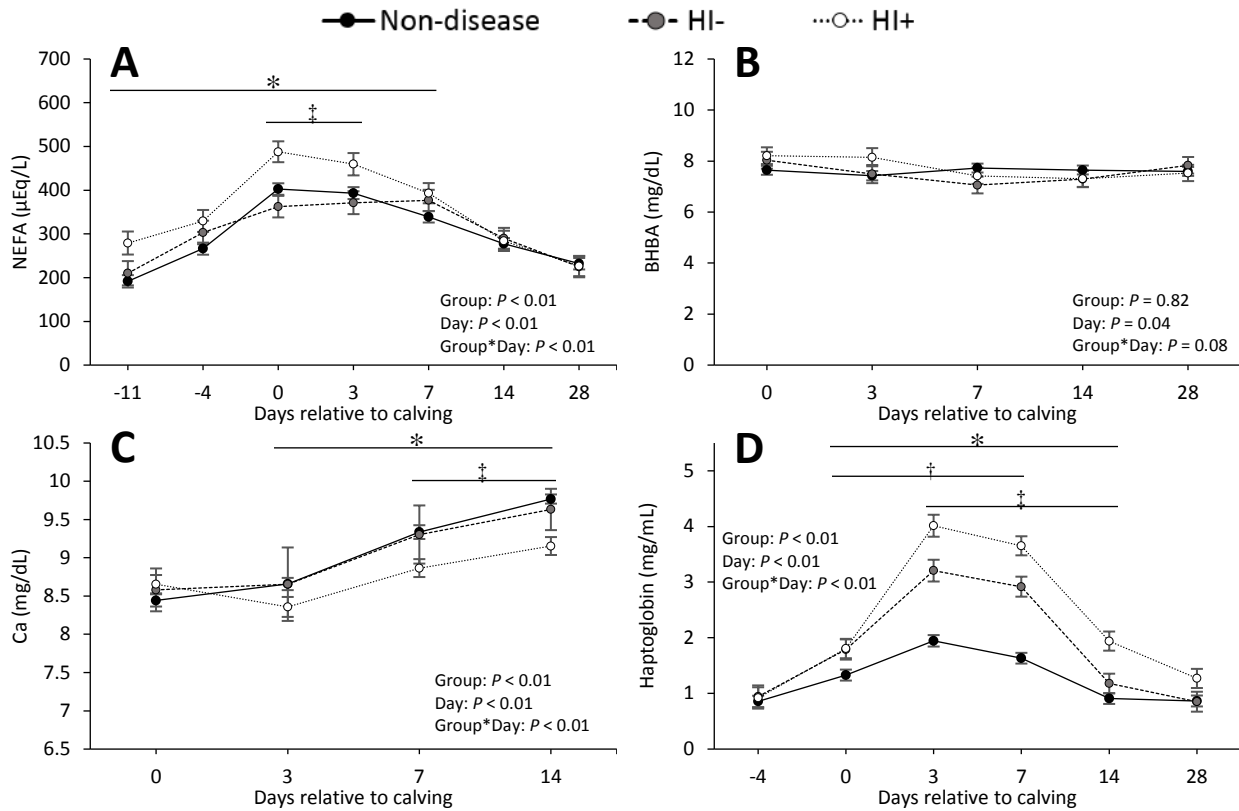 Non-disease HI- HI+
A
700
600
500
400
300
200
100
0
NEFA (µEq/L)
*
‡
Group: P < 0.01
Day: P < 0.01
Group*Day: P < 0.01
-11 -4 0 3 7 14 28
Days relative to calving
B
12
10
8
6
4
2
0
BHBA (mg/dL)
Group: P = 0.82
Day: P = 0.04
Group*Day: P = 0.08
0 3 7 14 28
Days relative to calving
C
10.5
10
9.5
9
8.5
8
7.5
7
6.5
Ca (mg/dL)
*
‡
Group: P < 0.01
Day: P < 0.01
Group*Day: P < 0.01
0 3 7 14
Days relative to calving
D
5
4
3
2
1
0
Haptoglobin (mg/mL)
*
†
‡
Group: P < 0.01
Day: P < 0.01
Group*Day: P < 0.01
-4 0 3 7 14 28
Days relative to calving